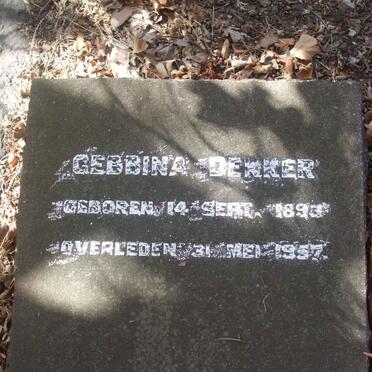 GEBBINA DEKKER
GEBOREN 14 SEPT. 1893
OVERLEDEN 31 MEI 1957